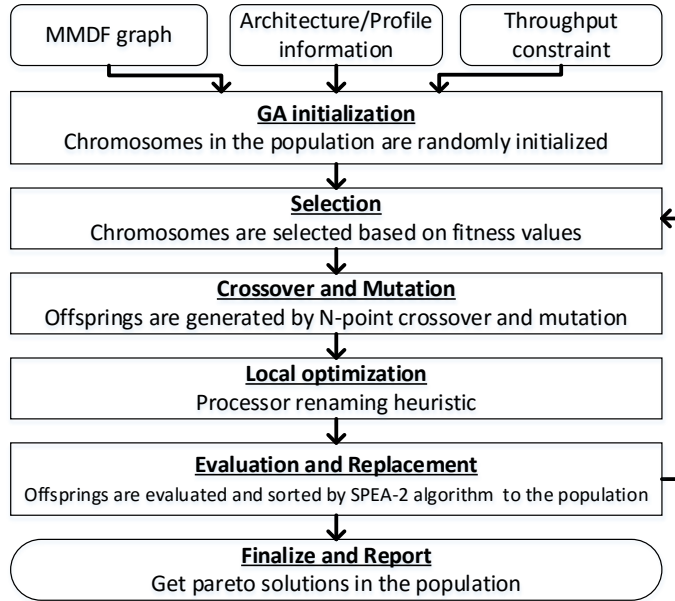 MMDF graph
Architecture/Profile
information
Throughput
constraint
GA initialization
Chromosomes in the population are randomly initialized
Selection
Chromosomes are selected based on fitness values
Crossover and Mutation
Offsprings are generated by N-point crossover and mutation
Local optimization
Processor renaming heuristic
Evaluation and Replacement
Offsprings are evaluated and sorted by SPEA-2 algorithm to the population
Finalize and Report
Get pareto solutions in the population